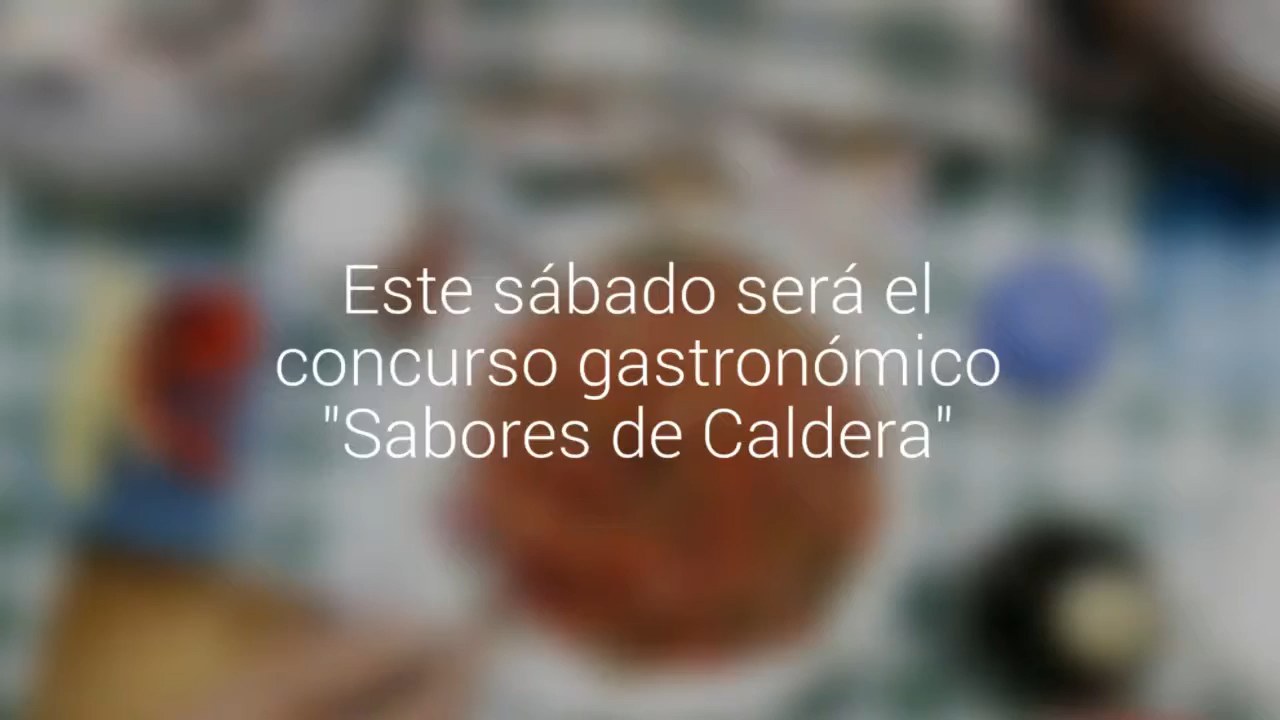 Este sábado será el
concurso gastronómico
"Sabores de Caldera"